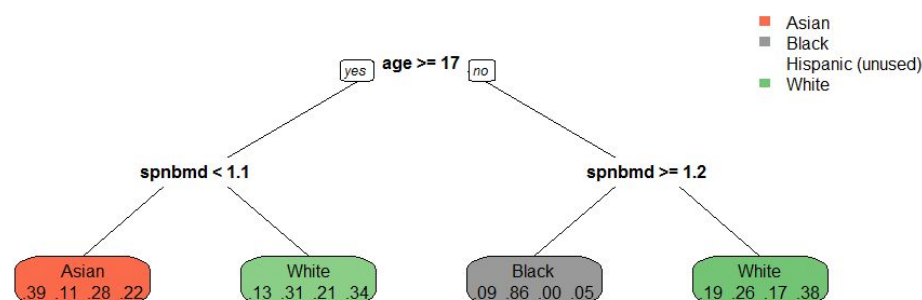 Asian
Black
Hispanic (unused)
White
yes age >= 17 no
spnbmd < 1.1
spnbmd >= 1.2
Asian
.39 .11 .28 .22
White
.13 .31 .21 .34
Black
.09 .86 .00 .05
White
.19 .26 .17 .38